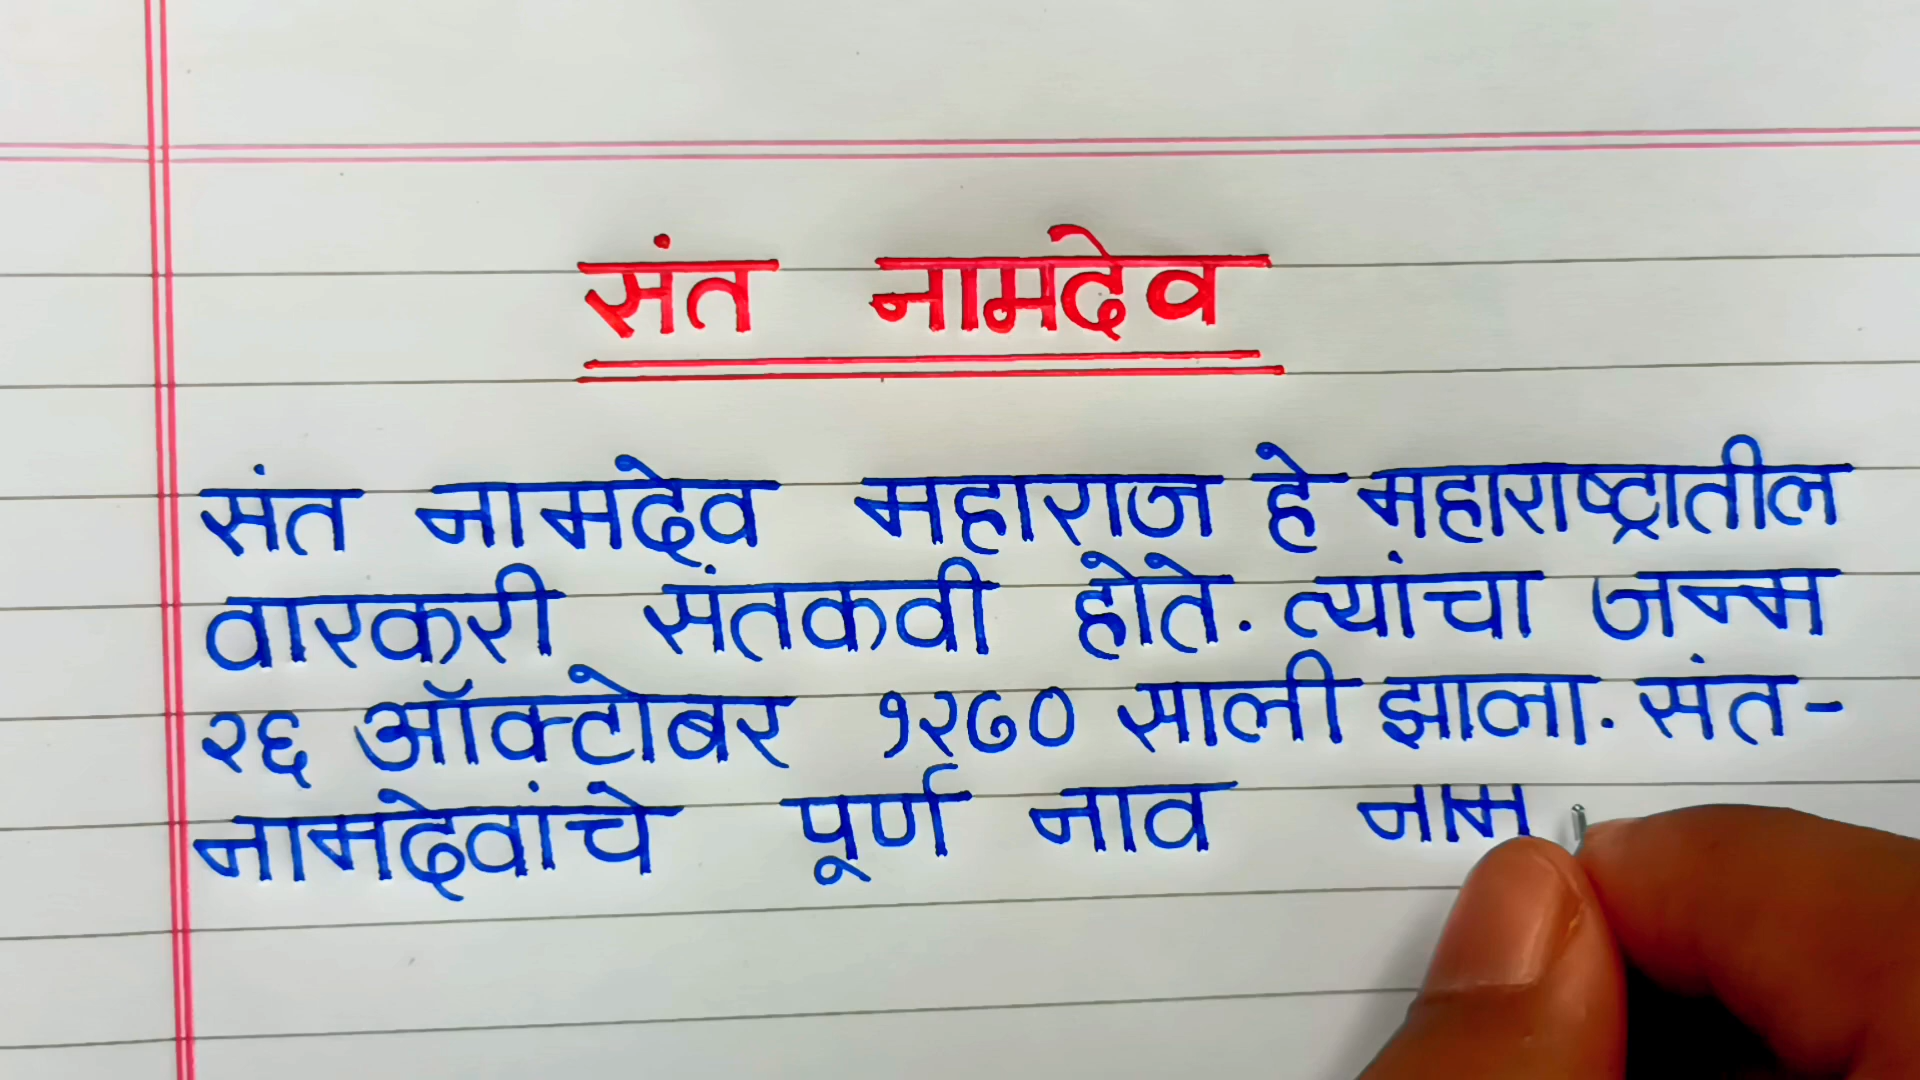 संत नामदेव
संत नामदेव महाराज हे महाराष्ट्रातील
वारकरी संतकवी होते. त्यांचा जन्म
२६ ऑक्टोबर १२७० साली झाला. संत-
नामदेवांचे पूर्ण नाव नाम